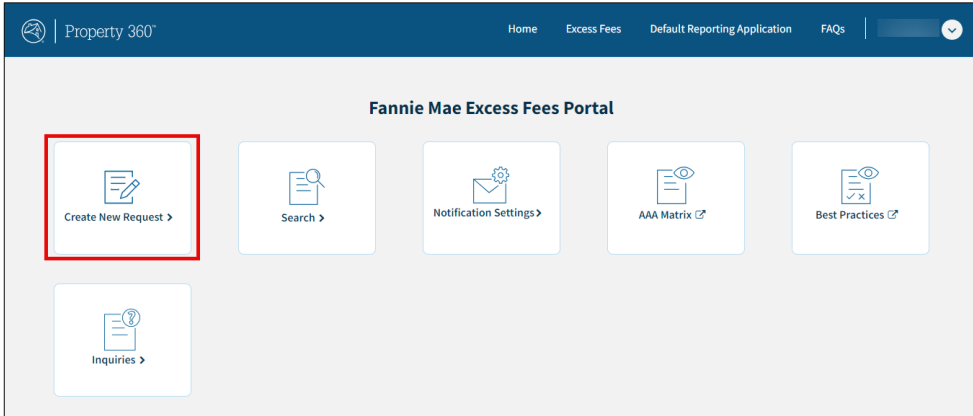 Property 360™
Home Excess Fees Default Reporting Application FAQs
Fannie Mae Excess Fees Portal
Create New Request >
Search >
Notification Settings>
AAA Matrix
Best Practices
Inquiries >